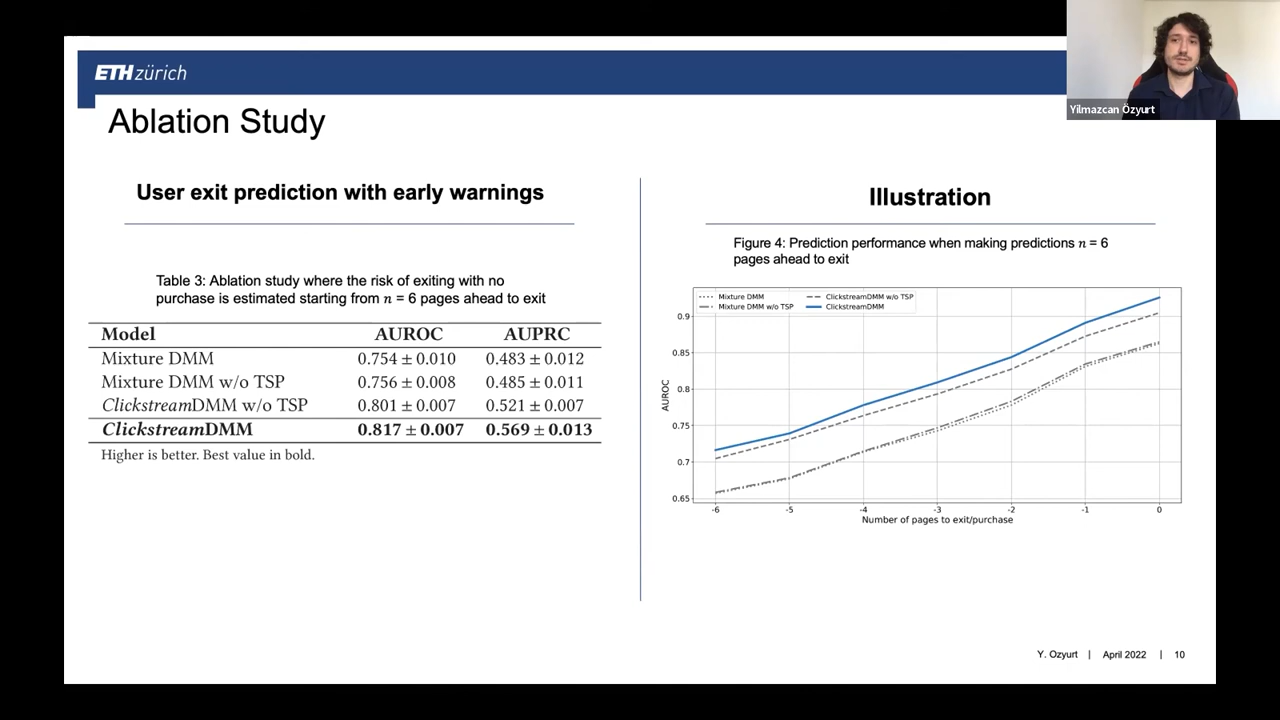 ETH zürich
Yilmazcan Özyurt
Ablation Study
User exit prediction with early warnings
Table 3: Ablation study where the risk of exiting with no
purchase is estimated starting from n = 6 pages ahead to exit
Model AUROC AUPRC
Mixture DMM 0.754 ± 0.010 0.483 ± 0.012
Mixture DMM w/o TSP 0.756 ± 0.008 0.485 ± 0.011
ClickstreamDMM w/o TSP 0.801 ± 0.007 0.521 ± 0.007
ClickstreamDMM 0.817 ± 0.007 0.569 ± 0.013
Higher is better. Best value in bold.
Illustration
Figure 4: Prediction performance when making predictions n = 6
pages ahead to exit
Mixture DMM ClickstreamDMM w/o TSP
Mixture DMM w/o TSP ClickstreamDMM
AUROC
0.9
0.85
0.8
0.75
0.7
0.65
-6 -5 -4 -3 -2 -1 0
Number of pages to exit/purchase
Y. Ozyurt | April 2022 | 10